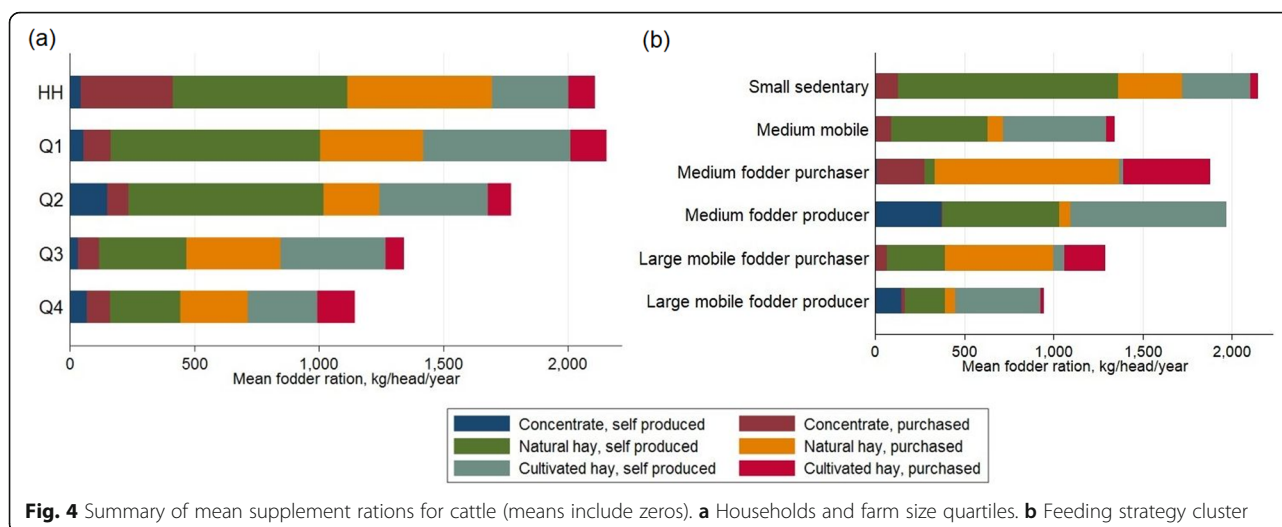 (a)
HH
Q1
Q2
Q3
Q4
0 500 1,000 1,500 2,000
Mean fodder ration, kg/head/year
(b)
Small sedentary
Medium mobile
Medium fodder purchaser
Medium fodder producer
Large mobile fodder purchaser
Large mobile fodder producer
0 500 1,000 1,500 2,000
Mean fodder ration, kg/head/year
Concentrate, self produced Concentrate, purchased
Natural hay, self produced Natural hay, purchased
Cultivated hay, self produced Cultivated hay, purchased
Fig. 4 Summary of mean supplement rations for cattle (means include zeros). a Households and farm size quartiles. b Feeding strategy cluster